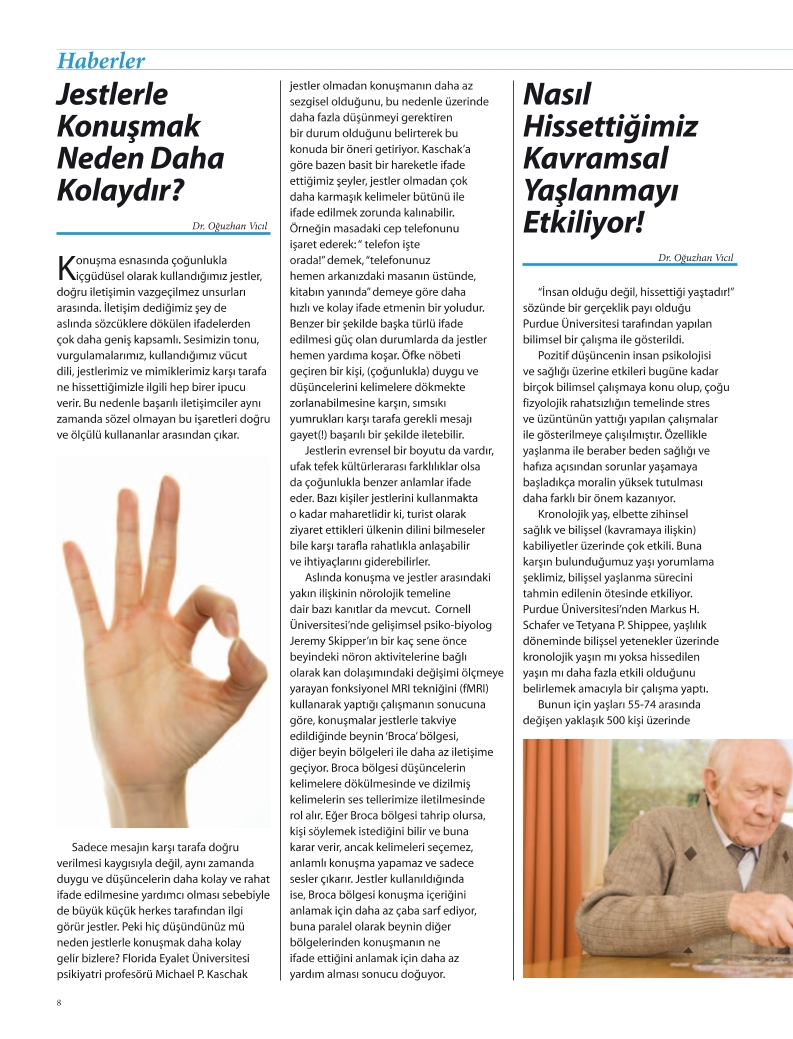 Haberler
Jestlerle
Konuşmak
Neden Daha
Kolaydır?
Dr. Oğuzhan Vıcıl
Konuşma esnasında çoğunlukla
içgüdüsel olarak kullandığımız jestler,
doğru iletişimin vazgeçilmez unsurları
arasında. İletişim dediğimiz şey de
aslında sözcüklere dökülen ifadelerden
çok daha geniş kapsamlı. Sesimizin tonu,
vurgulamalarımız, kullandığımız vücut
dili, jestlerimiz ve mimiklerimiz karşı tarafa
ne hissettiğimizle ilgili hep birer ipucu
verir. Bu nedenle başarılı iletişimciler aynı
zamanda sözel olmayan bu işaretleri doğru
ve ölçülü kullananlar arasından çıkar.
Sadece mesajın karşı tarafa doğru
verilmesi kaygısıyla değil, aynı zamanda
duygu ve düşüncelerin daha kolay ve rahat
ifade edilmesine yardımcı olması sebebiyle
de büyük küçük herkes tarafından ilgi
görür jestler. Peki hiç düşündünüz mü
neden jestlerle konuşmak daha kolay
gelir bizlere? Florida Eyalet Üniversitesi
psikiyatri profesörü Michael P. Kaschak
jestler olmadan konuşmanın daha az
sezgisel olduğunu, bu nedenle üzerinde
daha fazla düşünmeyi gerektiren
bir durum olduğunu belirterek bu
konuda bir öneri getiriyor. Kaschak’a
göre bazen basit bir hareketle ifade
ettiğimiz şeyler, jestler olmadan çok
daha karmaşık kelimeler bütünü ile
ifade edilmek zorunda kalınabilir.
Örneğin masadaki cep telefonunu
işaret ederek: “ telefon işte
orada!” demek, “telefonunuz
hemen arkanızdaki masanın üstünde,
kitabın yanında” demeye göre daha
hızlı ve kolay ifade etmenin bir yoludur.
Benzer bir şekilde başka türlü ifade
edilmesi güç olan durumlarda da jestler
hemen yardıma koşar. Öfke nöbeti
geçiren bir kişi, (çoğunlukla) duygu ve
düşüncelerini kelimelere dökmekte
zorlanabilmesine karşın, sımsıkı
yumrukları karşı tarafa gerekli mesajı
gayet(!) başarılı bir şekilde iletebilir.
Jestlerin evrensel bir boyutu da vardır,
ufak tefek kültürlerarası farklılıklar olsa
da çoğunlukla benzer anlamlar ifade
eder. Bazı kişiler jestlerini kullanmakta
o kadar maharetlidir ki, turist olarak
ziyaret ettikleri ülkenin dilini bilmeseler
bile karşı tarafla rahatlıkla anlaşabilir
ve ihtiyaçlarını giderebilirler.
Aslında konuşma ve jestler arasındaki
yakın ilişkinin nörolojik temeline
dair bazı kanıtlar da mevcut. Cornell
Üniversitesi’nde gelişimsel psiko-biyolog
Jeremy Skipper’ın bir kaç sene önce
beyindeki nöron aktivitelerine bağlı
olarak kan dolaşımındaki değişimi ölçmeye
yarayan fonksiyonel MRI tekniğini (fMRI)
kullanarak yaptığı çalışmanın sonucuna
göre, konuşmalar jestlerle takviye
edildiğinde beynin ‘Broca’ bölgesi,
diğer beyin bölgeleri ile daha az iletişime
geçiyor. Broca bölgesi düşüncelerin
kelimelere dökülmesinde ve dizilmiş
kelimelerin ses tellerimize iletilmesinde
rol alır. Eğer Broca bölgesi tahrip olursa,
kişi söylemek istediğini bilir ve buna
karar verir, ancak kelimeleri seçemez,
anlamlı konuşma yapamaz ve sadece
sesler çıkarır. Jestler kullanıldığında
ise, Broca bölgesi konuşma içeriğini
anlamak için daha az çaba sarf ediyor,
buna paralel olarak beynin diğer
bölgelerinden konuşmanın ne
ifade ettiğini anlamak için daha az
yardım alması sonucu doğuyor.
Nasıl
Hissettiğimiz
Kavramsal
Yaşlanmayı
Etkiliyor!
Dr. Oğuzhan Vıcıl
“İnsan olduğu değil, hissettiği yaştadır!”
sözünde bir gerçeklik payı olduğu
Purdue Üniversitesi tarafından yapılan
bilimsel bir çalışma ile gösterildi.
Pozitif düşüncenin insan psikolojisi
ve sağlığı üzerine etkileri bugüne kadar
birçok bilimsel çalışmaya konu olup, çoğu
fizyolojik rahatsızlığın temelinde stres
ve üzüntünün yattığı yapılan çalışmalar
ile gösterilmeye çalışılmıştır. Özellikle
yaşlanma ile beraber beden sağlığı ve
hafıza açısından sorunlar yaşamaya
başladıkça moralin yüksek tutulması
daha farklı bir önem kazanıyor.
Kronolojik yaş, elbette zihinsel
sağlık ve bilişsel (kavramaya ilişkin)
kabiliyetler üzerinde çok etkili. Buna
karşın bulunduğumuz yaşı yorumlama
şeklimiz, bilişsel yaşlanma sürecini
tahmin edilenin ötesinde etkiliyor.
Purdue Üniversitesi’nden Markus H.
Schafer ve Tetyana P. Shippee, yaşlılık
döneminde bilişsel yetenekler üzerinde
kronolojik yaşın mı yoksa hissedilen
yaşın mı daha fazla etkili olduğunu
belirlemek amacıyla bir çalışma yaptı.
Bunun için yaşları 55-74 arasında
değişen yaklaşık 500 kişi üzerinde
8